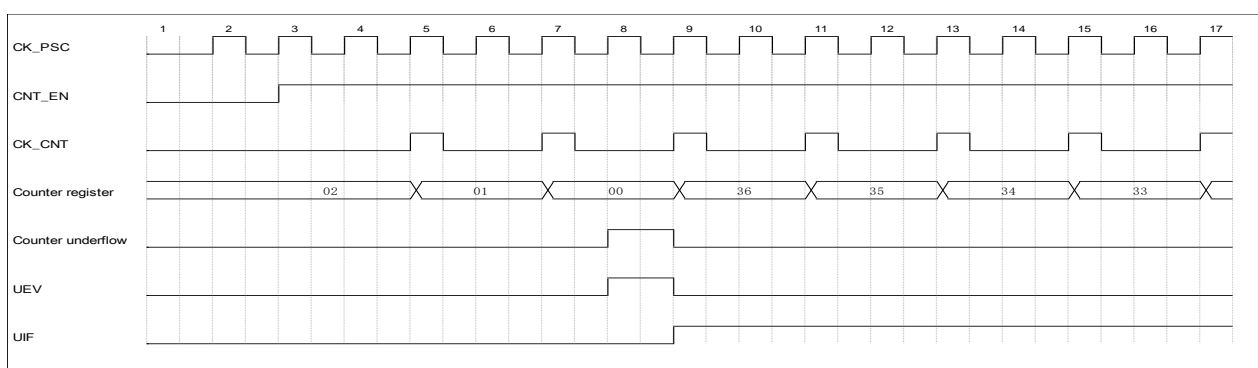 1 2 3 4 5 6 7 8 9 10 11 12 13 14 15 16 17
CK_PSC
CNT_EN
CK_CNT
Counter register 02 01 00 36 35 34 33
Counter underflow
UEV
UIF